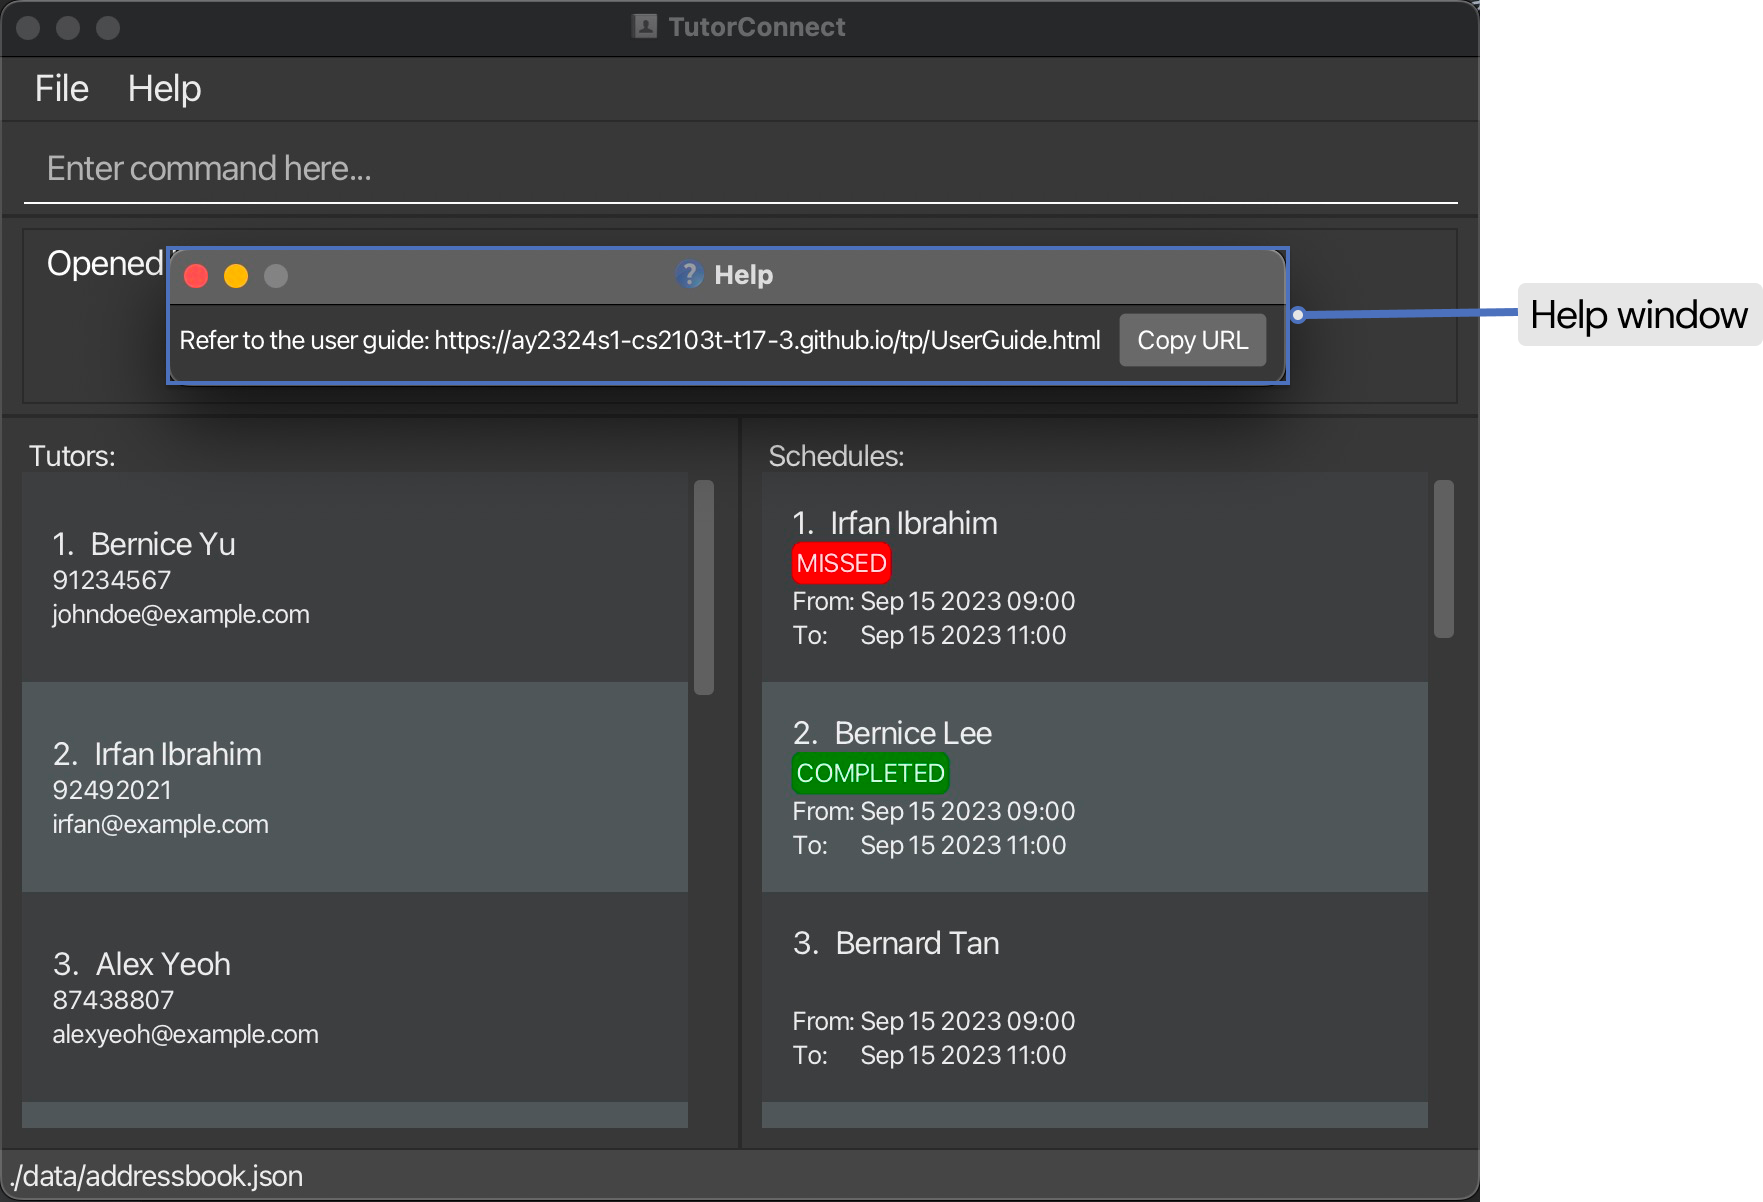 TutorConnect
File Help
Enter command here...
Opened
Help
Refer to the user guide: https://ay2324s1-cs2103t-t17-3.github.io/tp/UserGuide.html Copy URL
Help window
Tutors:
1. Bernice Yu
91234567
johndoe@example.com
2. Irfan Ibrahim
92492021
irfan@example.com
3. Alex Yeoh
87438807
alexyeoh@example.com
Schedules:
1. Irfan Ibrahim
MISSED
From: Sep 15 2023 09:00
To: Sep 15 2023 11:00
2. Bernice Lee
COMPLETED
From: Sep 15 2023 09:00
To: Sep 15 2023 11:00
3. Bernard Tan
From: Sep 15 2023 09:00
To: Sep 15 2023 11:00
./data/addressbook.json